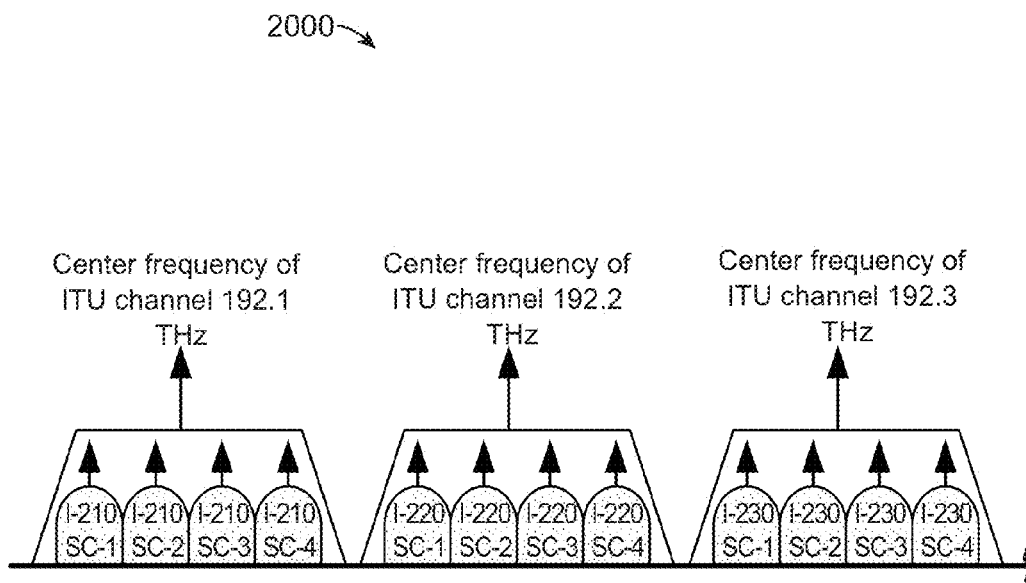 2000
Center frequency of
ITU channel 192.1
THz
Center frequency of
ITU channel 192.2
THz
Center frequency of
ITU channel 192.3
THz
I-210 I-210 I-210 I-210
SC-1 SC-2 SC-3 SC-4
I-220 I-220 I-220 I-220
SC-1 SC-2 SC-3 SC-4
I-230 I-230 I-230 I-230
SC-1 SC-2 SC-3 SC-4